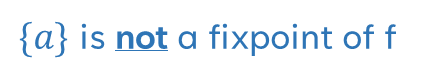 {a} is not a fixpoint of f